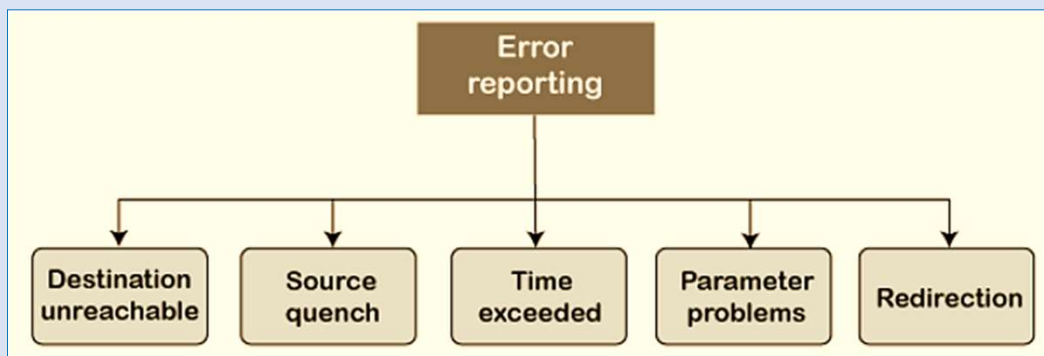 Error
reporting
Destination
unreachable
Source
quench
Time
exceeded
Parameter
problems
Redirection